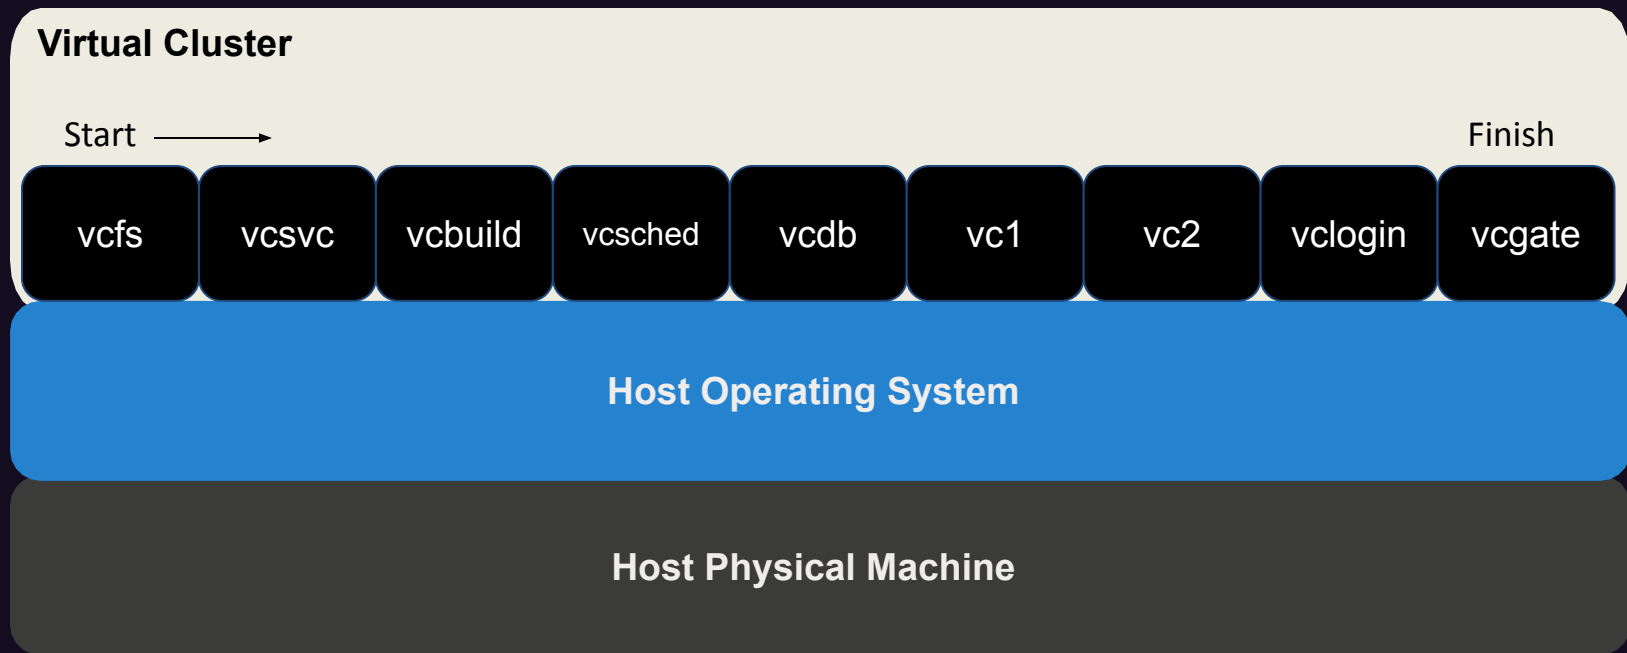 Virtual Cluster
Start Finish
vcfs vcsvc vcbuild vcsched vcdb vc1 vc2 vclogin vcgate
Host Operating System
Host Physical Machine